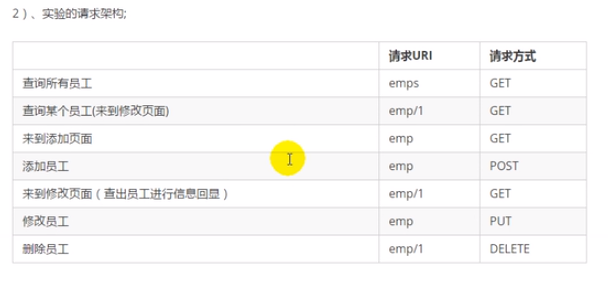 2）、实验的请求架构;
请求URI 请求方式
查询所有员工 emps GET
查询某个员工(来到修改页面) emp/1 GET
来到添加页面 emp GET
添加员工 emp POST
来到修改页面（查出员工进行信息回显） emp/1 GET
修改员工 emp PUT
删除员工 emp/1 DELETE